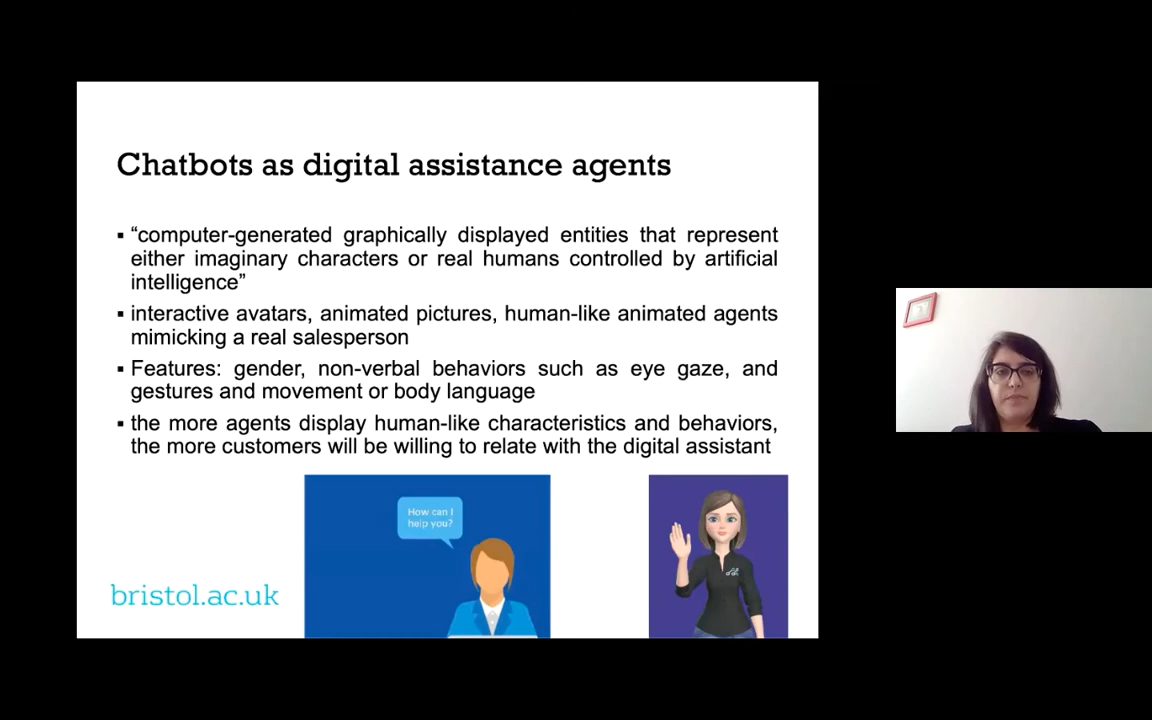 Chatbots as digital assistance agents
▪ “computer-generated graphically displayed entities that represent
either imaginary characters or real humans controlled by artificial
intelligence”
▪ interactive avatars, animated pictures, human-like animated agents
mimicking a real salesperson
▪ Features: gender, non-verbal behaviors such as eye gaze, and
gestures and movement or body language
▪ the more agents display human-like characteristics and behaviors,
the more customers will be willing to relate with the digital assistant
How can I
help you?
bristol.ac.uk